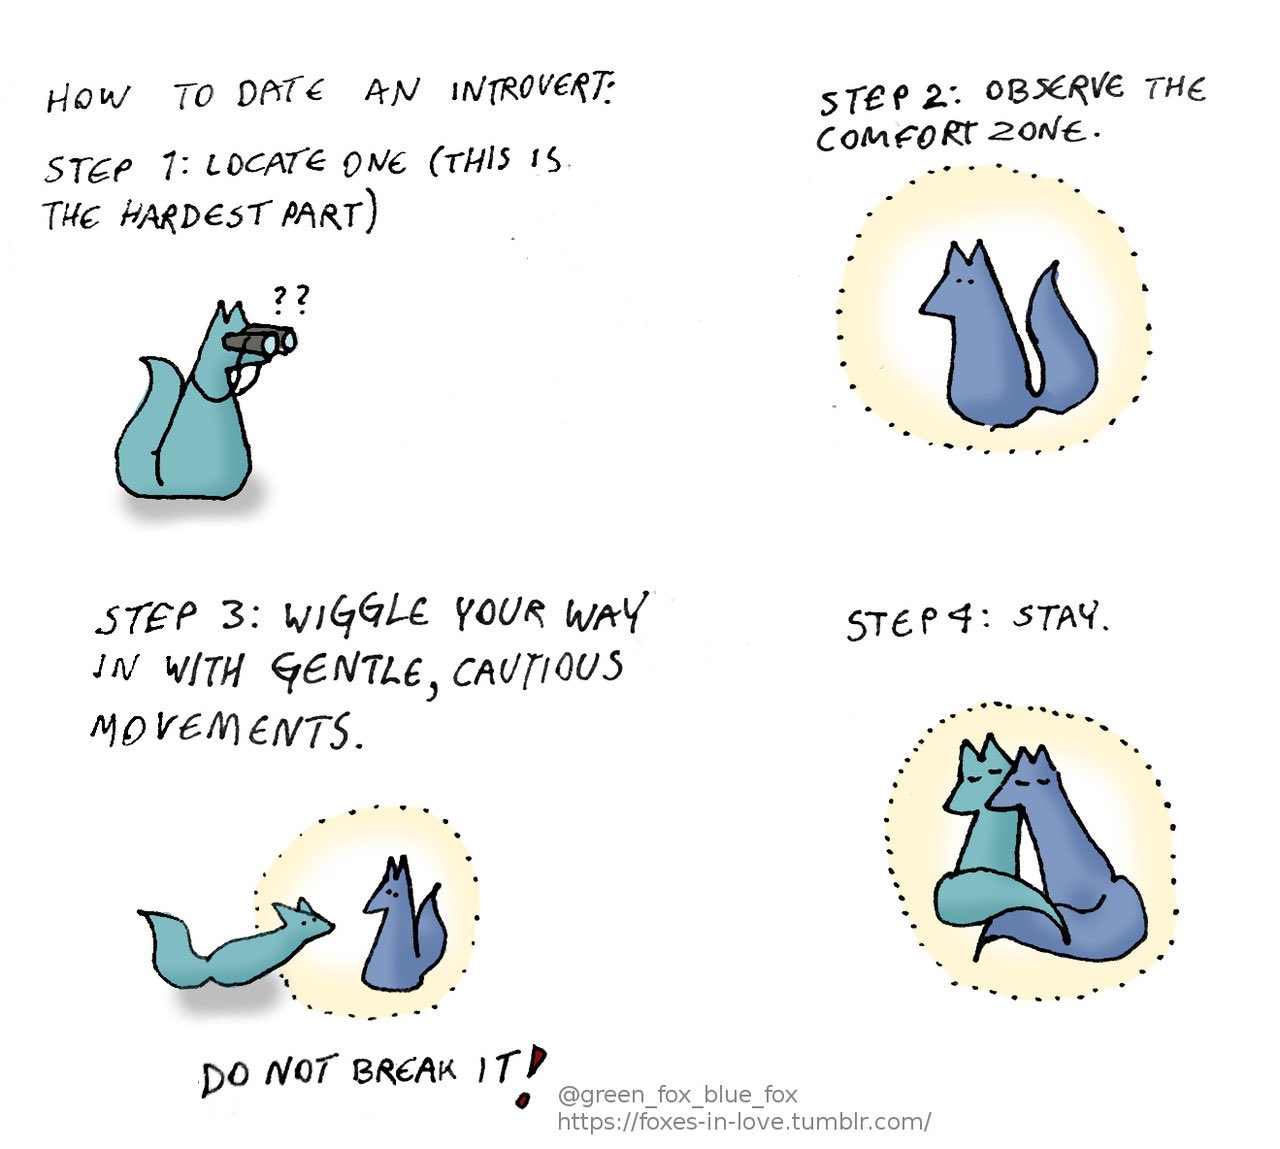 HOW TO DATE AN INTROVERT:
STEP 1: LOCATE ONE (THIS IS
THE HARDEST PART)
??
STEP 2: OBSERVE THE
COMFORT ZONE.
STEP 3: WIGGLE YOUR WAY
IN WITH GENTLE, CAUTIOUS
MOVEMENTS.
DO NOT BREAK IT!
STEP 4: STAY.
@green_fox_blue_fox
https://foxes-in-love.tumblr.com/